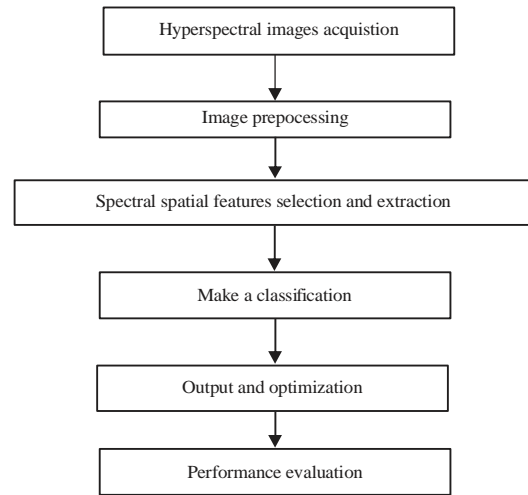 Hyperspectral images acquistion
Image prepocessing
Spectral spatial features selection and extraction
Make a classification
Output and optimization
Performance evaluation